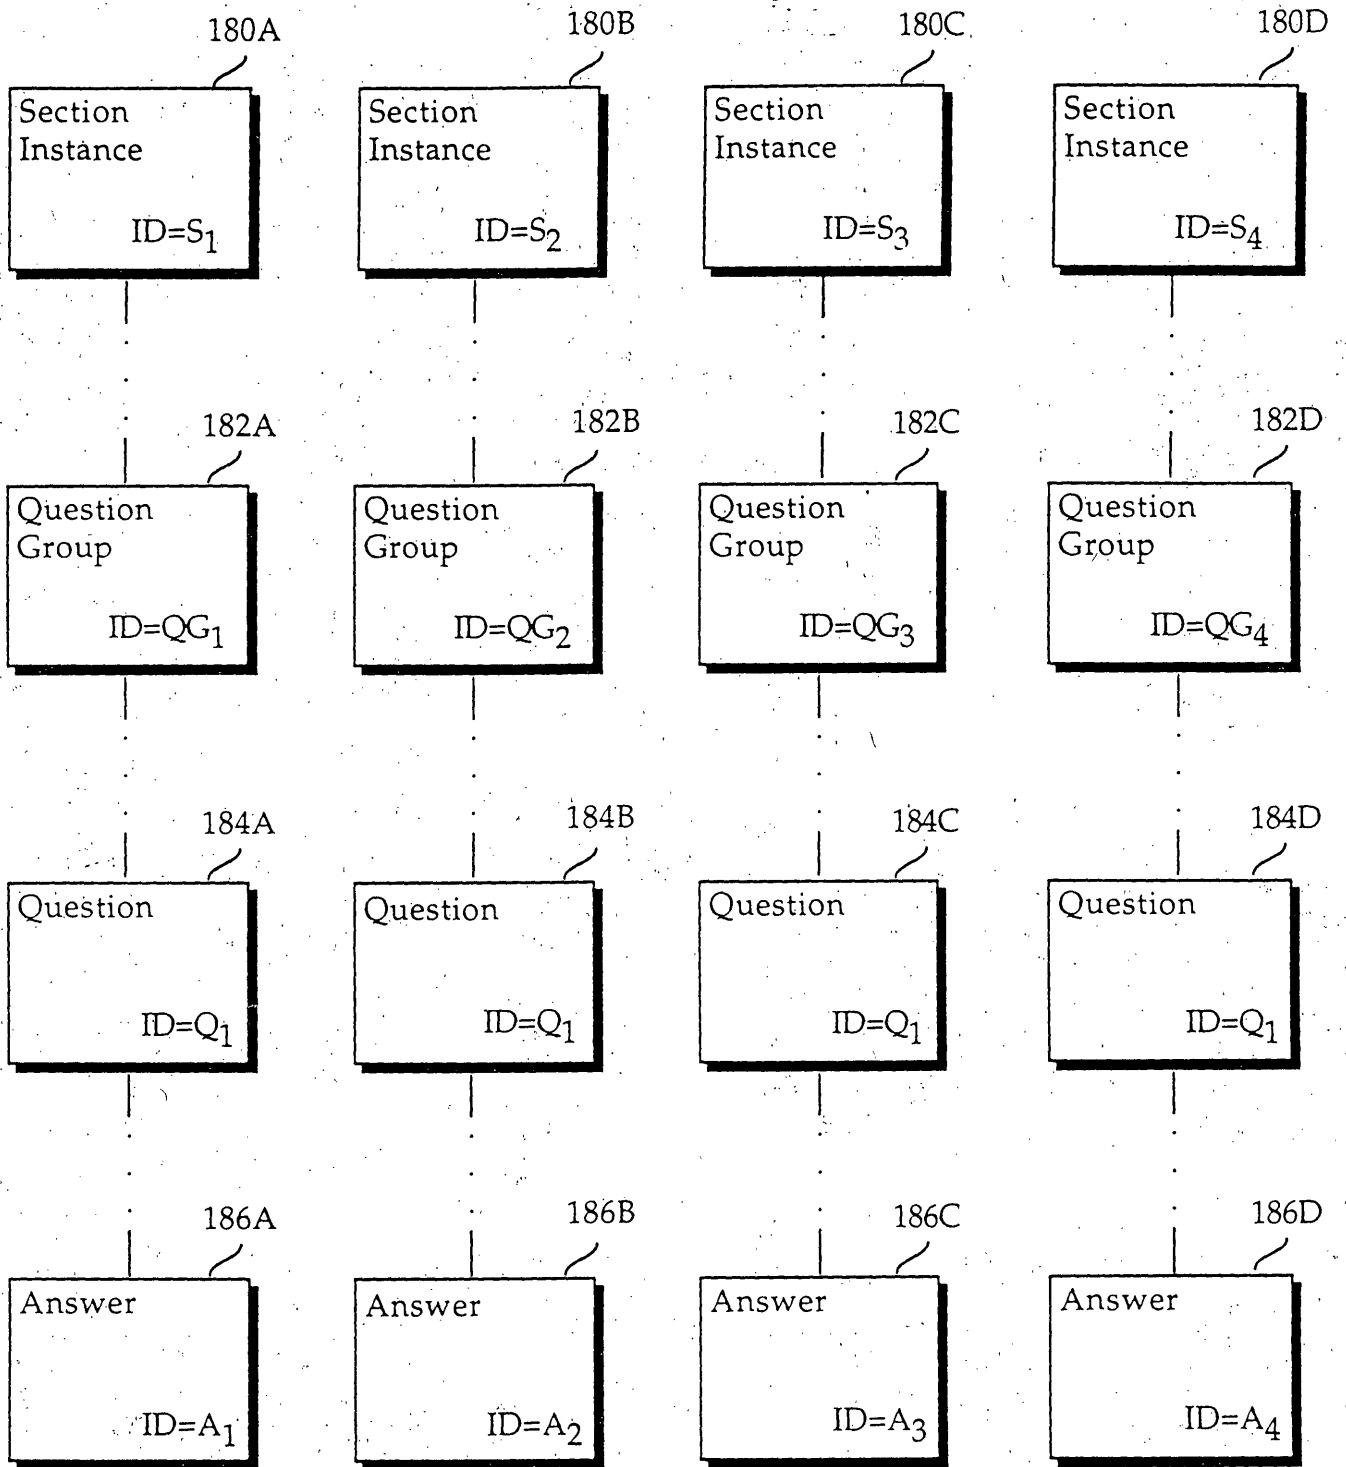 180A
180B
180C
180D
Section
Instance
ID=S1
Section
Instance
ID=S2
Section
Instance
ID=S3
Section
Instance
ID=S4
182A
182B
182C
182D
Question
Group
ID=QG1
Question
Group
ID=QG2
Question
Group
ID=QG3
Question
Group
ID=QG4
184A
184B
184C
184D
Question
ID=Q1
Question
ID=Q1
Question
ID=Q1
Question
ID=Q1
186A
186B
186C
186D
Answer
ID=A1
Answer
ID=A2
Answer
ID=A3
Answer
ID=A4